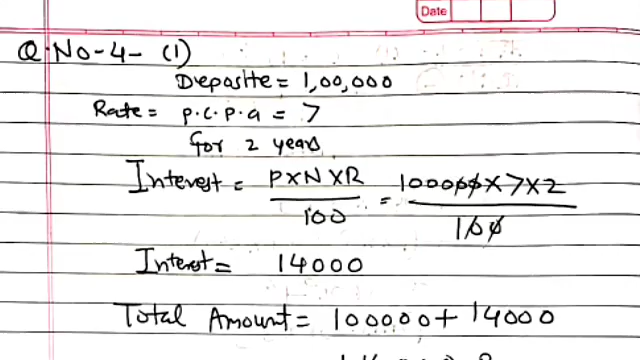 Date
Q.No-4- (1)
Deposite = 1,00,000
Rate = P.C.P.a = 7
for 2 years
Interest = P×N×R / 100 = 100000×7×2 / 100
Interest = 14000
Total Amount = 100000 + 14000